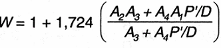 W = 1 + 1,724 ( (A₂A₃ + A₄A₁P'/D) / (A₃ + A₄P'/D) )